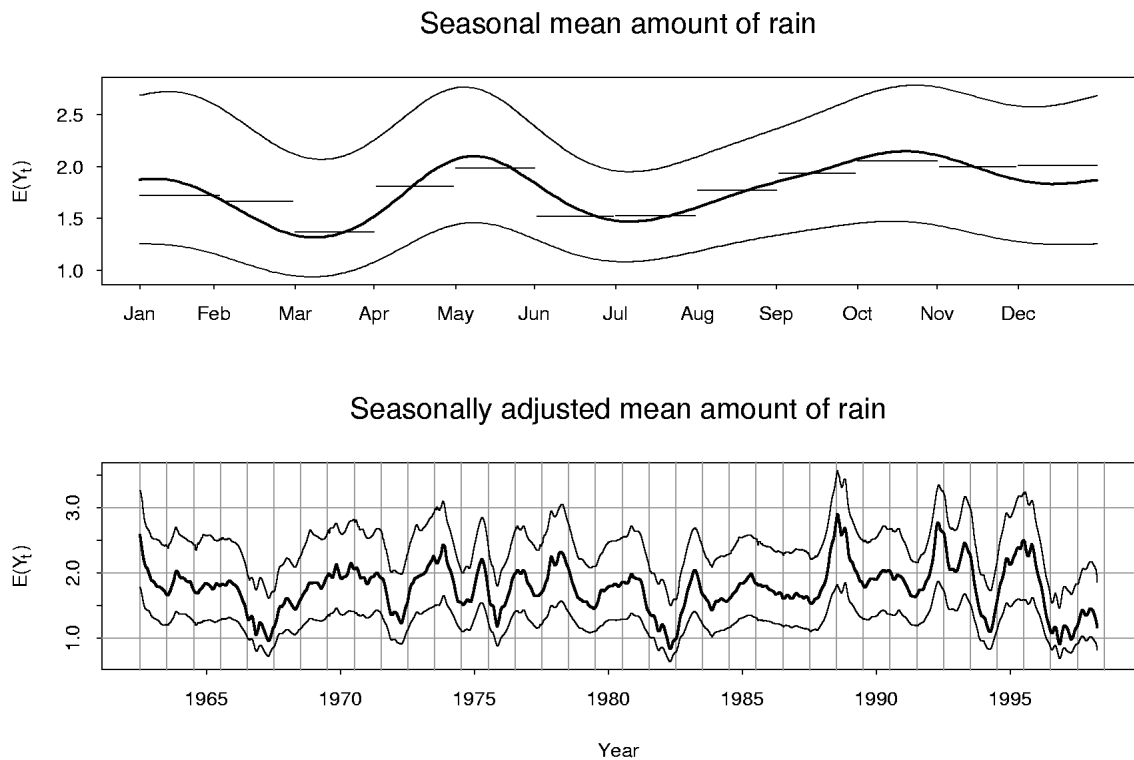 Seasonal mean amount of rain
E(Yt)
2.5
2.0
1.5
1.0
Jan Feb Mar Apr May Jun Jul Aug Sep Oct Nov Dec
Seasonally adjusted mean amount of rain
E(Yt)
3.0
2.0
1.0
1965 1970 1975 1980 1985 1990 1995
Year